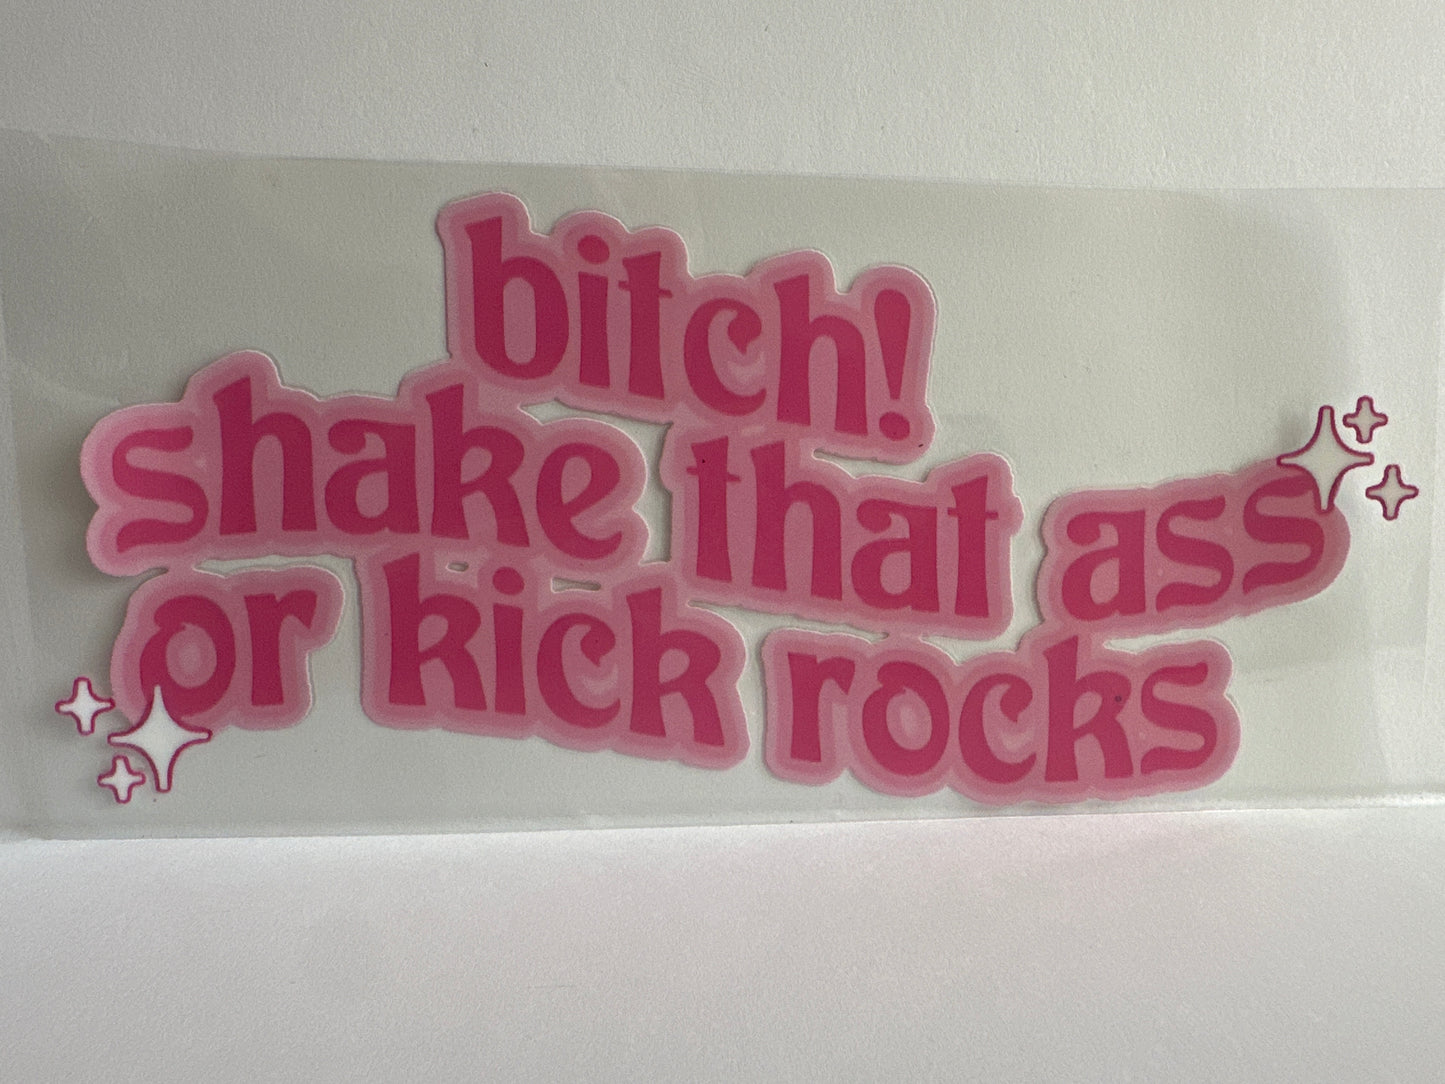 bitch!
shake that ass
or kick rocks